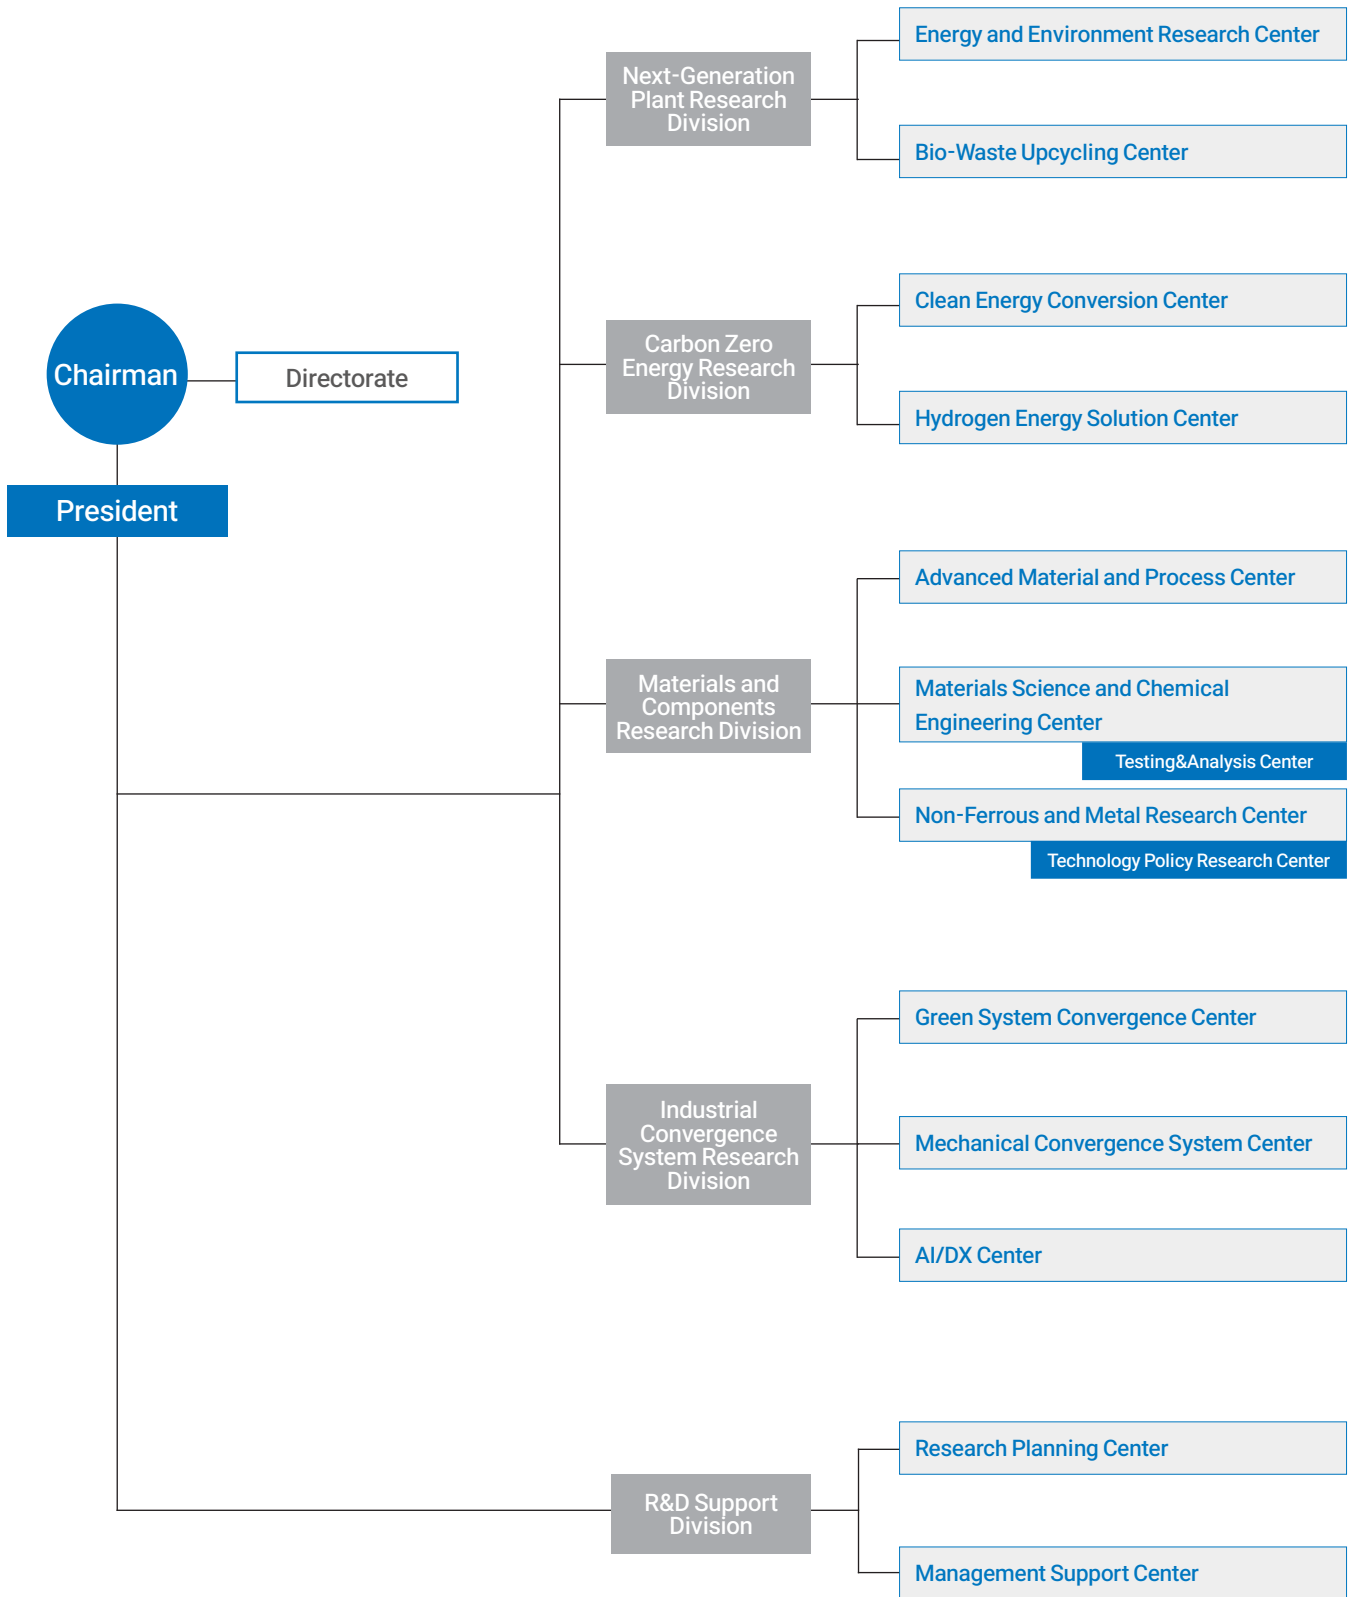 Chairman
Directorate
President
Next-Generation
Plant Research
Division
Energy and Environment Research Center
Bio-Waste Upcycling Center
Carbon Zero
Energy Research
Division
Clean Energy Conversion Center
Hydrogen Energy Solution Center
Materials and
Components
Research Division
Advanced Material and Process Center
Materials Science and Chemical
Engineering Center
Testing&Analysis Center
Non-Ferrous and Metal Research Center
Technology Policy Research Center
Industrial
Convergence
System Research
Division
Green System Convergence Center
Mechanical Convergence System Center
AI/DX Center
R&D Support
Division
Research Planning Center
Management Support Center